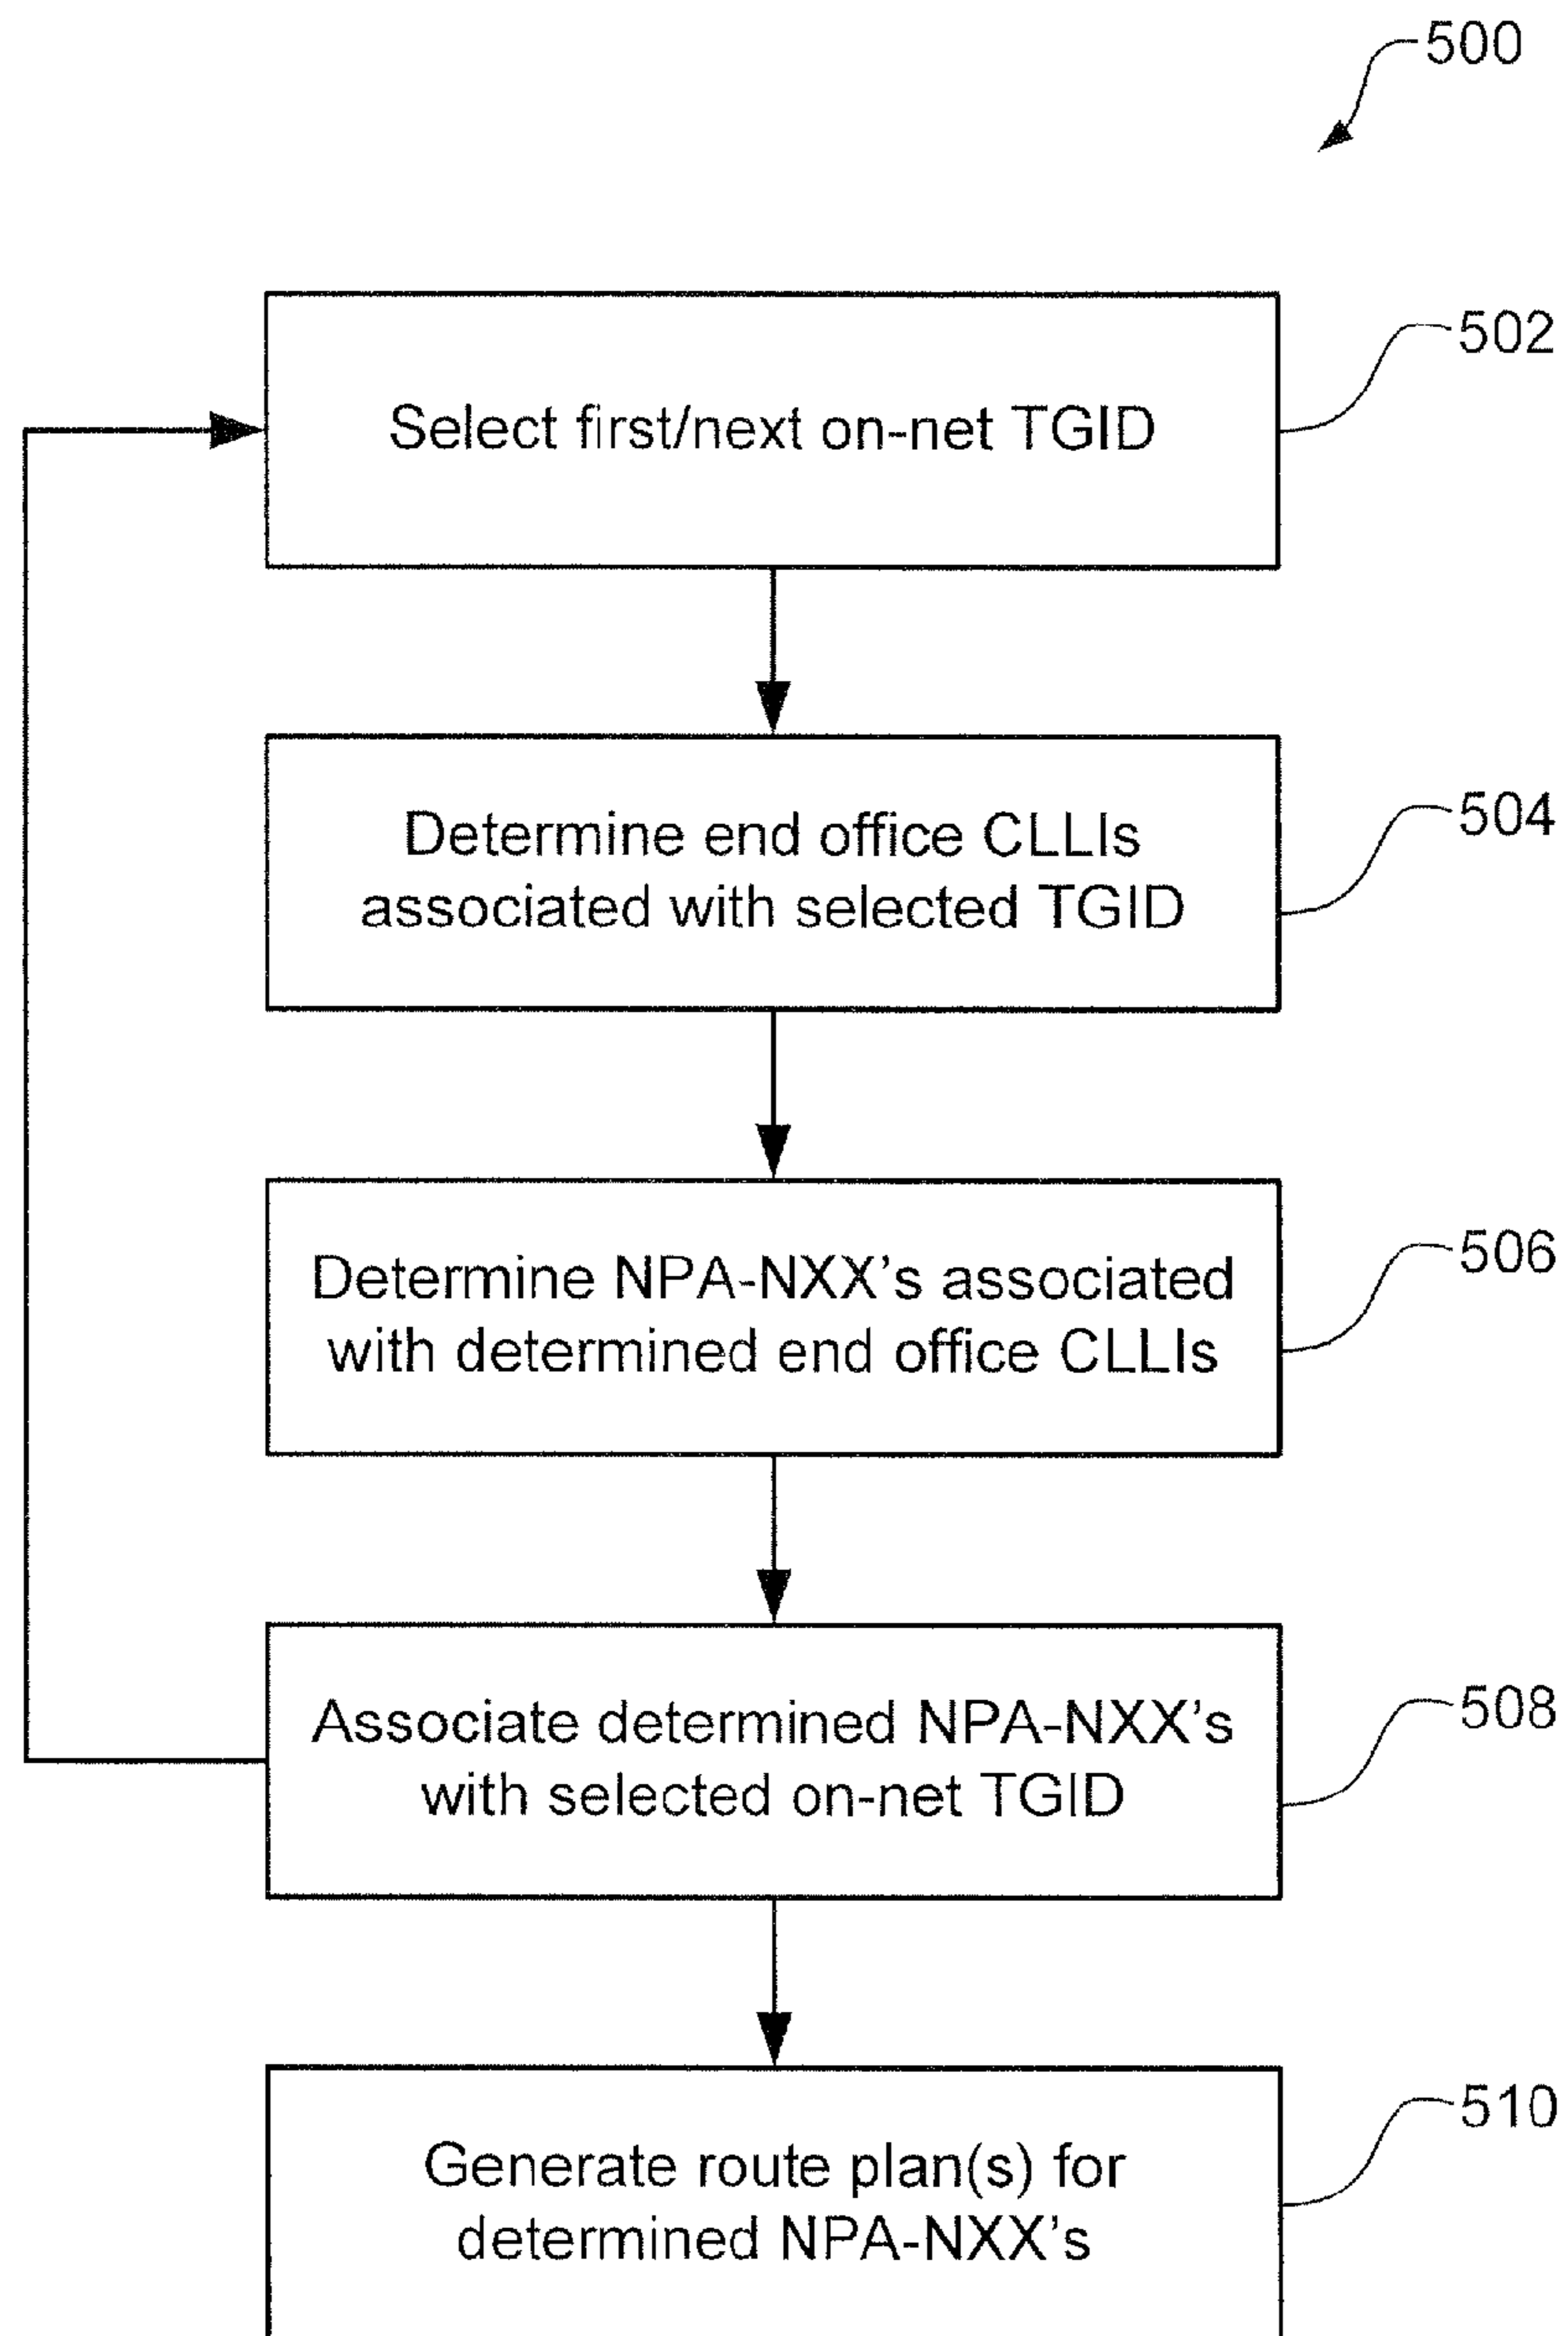 500
Select first/next on-net TGID
502
Determine end office CLLIs
associated with selected TGID
504
Determine NPA-NXX's associated
with determined end office CLLIs
506
Associate determined NPA-NXX's
with selected on-net TGID
508
Generate route plan(s) for
determined NPA-NXX's
510